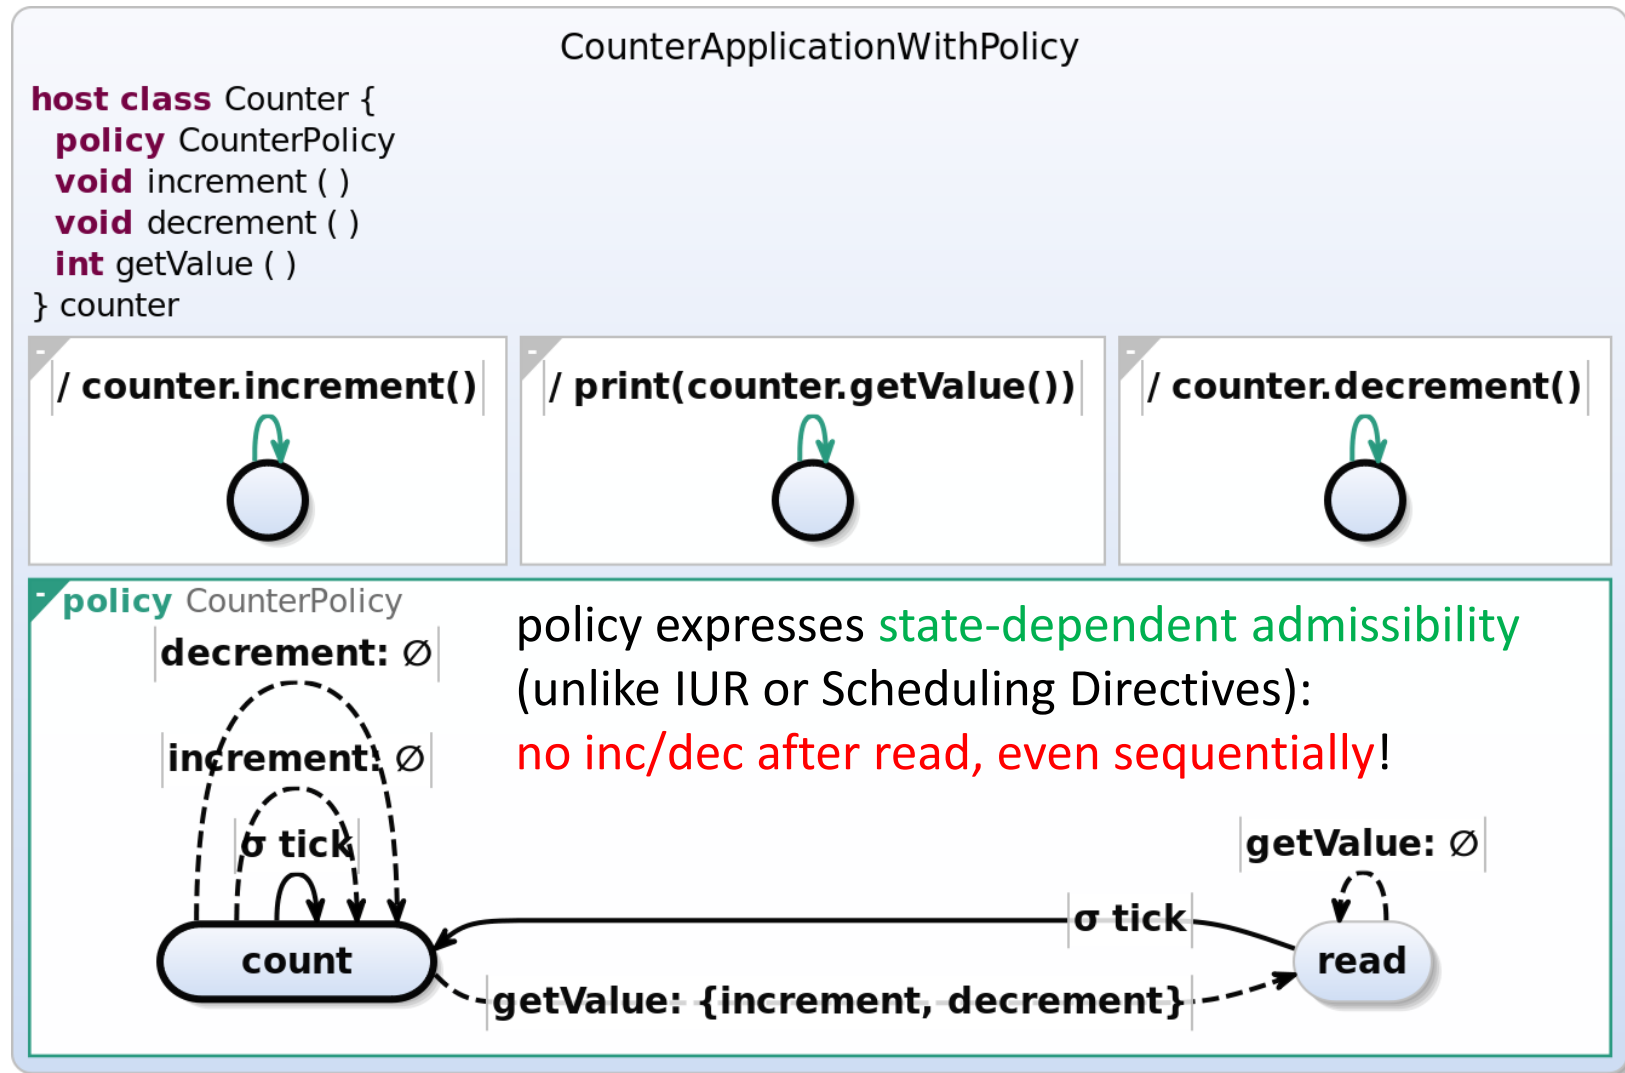 CounterApplicationWithPolicy
host class Counter {
policy CounterPolicy
void increment ( )
void decrement ( )
int getValue ( )
} counter
-
/ counter.increment()
-
/ print(counter.getValue())
-
/ counter.decrement()
-
policy CounterPolicy
policy expresses state-dependent admissibility
(unlike IUR or Scheduling Directives):
no inc/dec after read, even sequentially!
decrement: ∅
increment: ∅
σ tick
count
getValue: ∅
σ tick
read
getValue: {increment, decrement}